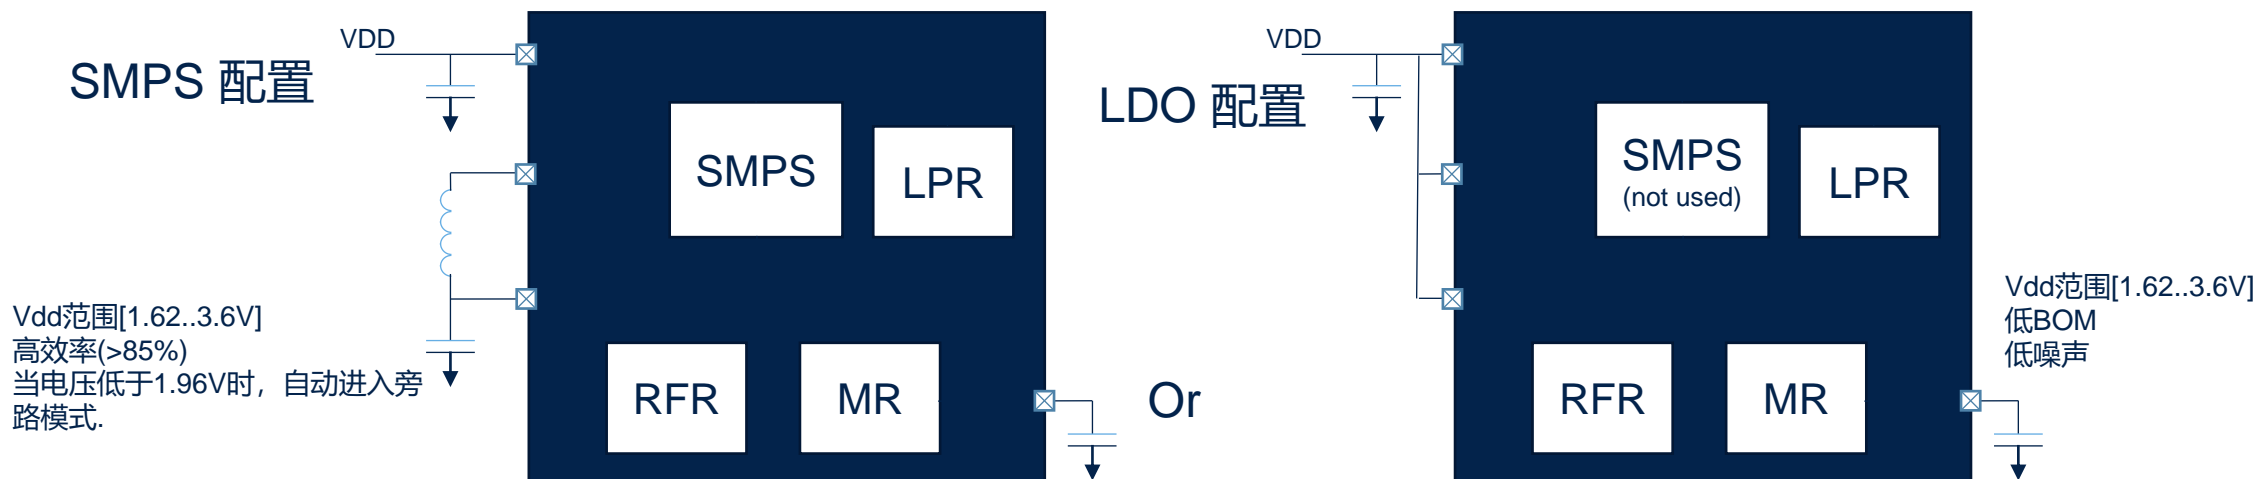 VDD
SMPS 配置
SMPS
LPR
Vdd范围[1.62..3.6V]
高效率(>85%)
当电压低于1.96V时，自动进入旁
路模式.
RFR
MR
Or
VDD
LDO 配置
SMPS
(not used)
LPR
RFR
MR
Vdd范围[1.62..3.6V]
低BOM
低噪声